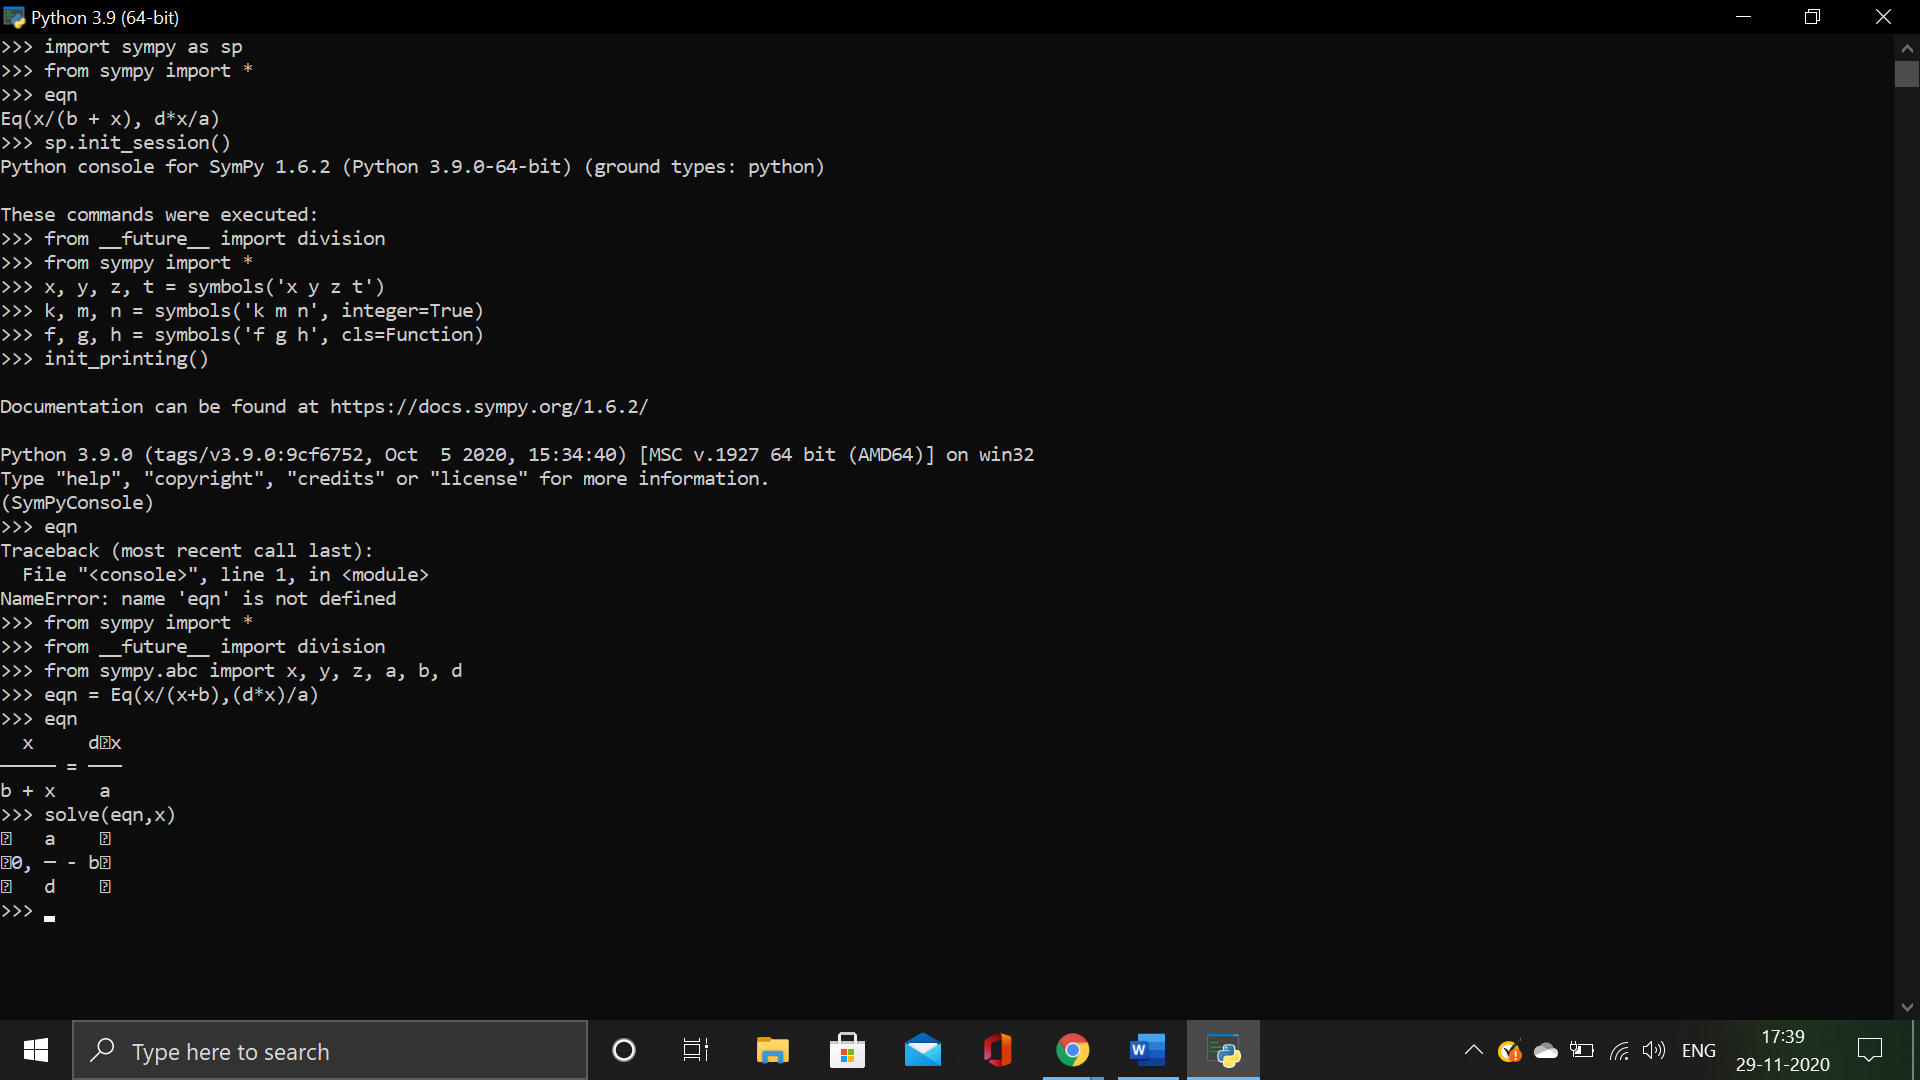 Python 3.9 (64-bit)
>>> import sympy as sp
>>> from sympy import *
>>> eqn
Eq(x/(b + x), d*x/a)
>>> sp.init_session()
Python console for SymPy 1.6.2 (Python 3.9.0-64-bit) (ground types: python)

These commands were executed:
>>> from __future__ import division
>>> from sympy import *
>>> x, y, z, t = symbols('x y z t')
>>> k, m, n = symbols('k m n', integer=True)
>>> f, g, h = symbols('f g h', cls=Function)
>>> init_printing()

Documentation can be found at https://docs.sympy.org/1.6.2/

Python 3.9.0 (tags/v3.9.0:9cf6752, Oct  5 2020, 15:34:40) [MSC v.1927 64 bit (AMD64)] on win32
Type "help", "copyright", "credits" or "license" for more information.
(SymPyConsole)
>>> eqn
Traceback (most recent call last):
  File "<console>", line 1, in <module>
NameError: name 'eqn' is not defined
>>> from sympy import *
>>> from __future__ import division
>>> from sympy.abc import x, y, z, a, b, d
>>> eqn = Eq(x/(x+b),(d*x)/a)
>>> eqn
  x     d⍰x
───── = ───
b + x    a
>>> solve(eqn,x)
⍰   a    ⍰
⍰0, ─ - b⍰
⍰   d    ⍰
>>> 
Type here to search
W
ENG
17:39
29-11-2020